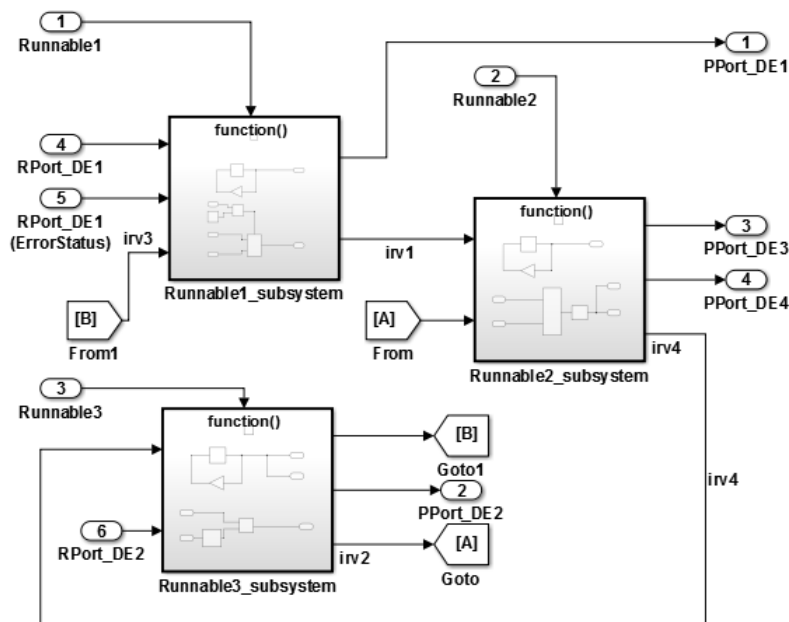 1
Runnable1
1
PPort_DE1
2
Runnable2
function()
4
RPort_DE1
5
RPort_DE1
(ErrorStatus)
irv3
irv1
Runnable1_subsystem
[B]
From1
function()
3
PPort_DE3
4
PPort_DE4
[A]
From
irv4
Runnable2_subsystem
3
Runnable3
function()
[B]
Goto1
2
PPort_DE2
irv4
6
RPort_DE2
irv2
[A]
Goto
Runnable3_subsystem